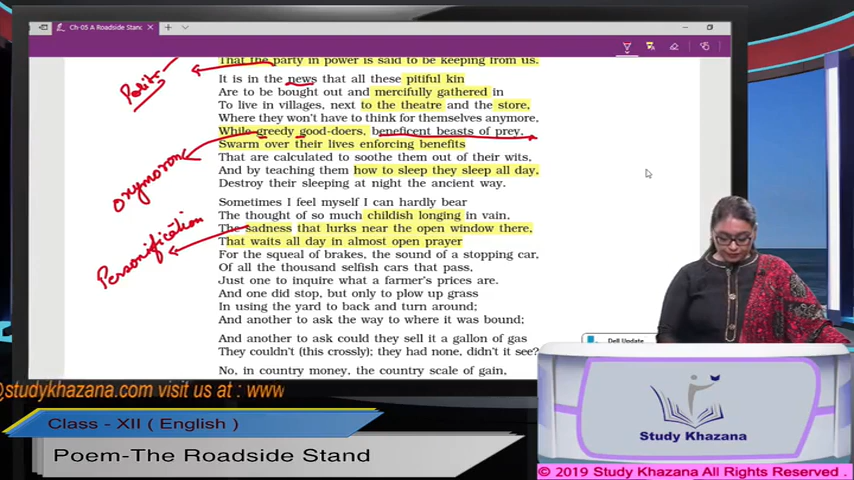 Ch-05 A Roadside Stand
That the party in power is said to be keeping from us.
Polite
It is in the news that all these pitiful kin
Are to be bought out and mercifully gathered in
To live in villages, next to the theatre and the store,
Where they won't have to think for themselves anymore,
While greedy good-doers, beneficent beasts of prey,
Swarm over their lives enforcing benefits
That are calculated to soothe them out of their wits,
And by teaching them how to sleep they sleep all day,
Destroy their sleeping at night the ancient way.
oxymoron
Sometimes I feel myself I can hardly bear
The thought of so much childish longing in vain,
The sadness that lurks near the open window there,
That waits all day in almost open prayer
For the squeal of brakes, the sound of a stopping car,
Of all the thousand selfish cars that pass,
Just one to inquire what a farmer's prices are.
And one did stop, but only to plow up grass
In using the yard to back and turn around;
And another to ask the way to where it was bound;
Personification
And another to ask could they sell it a gallon of gas
They couldn't (this crossly); they had none, didn't it see?
No, in country money, the country scale of gain,
Dell Update
@studykhazana.com visit us at : www
Class - XII ( English )
Poem-The Roadside Stand
Study Khazana
© 2019 Study Khazana All Rights Reserved .